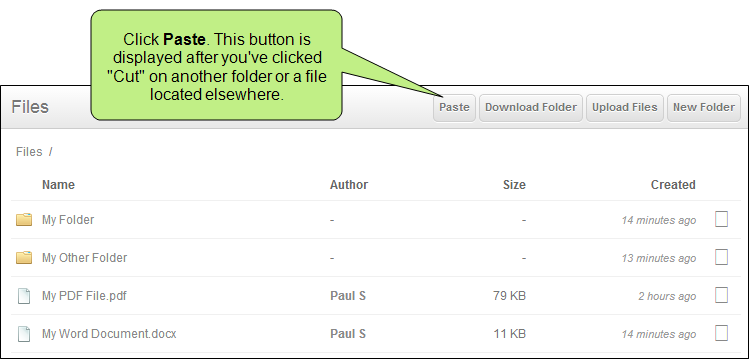 Click Paste. This button is
displayed after you've clicked
"Cut" on another folder or a file
located elsewhere.
Files Paste Download Folder Upload Files New Folder
Files /
Name Author Size Created
My Folder - - 14 minutes ago
My Other Folder - - 13 minutes ago
My PDF File.pdf Paul S 79 KB 2 hours ago
My Word Document.docx Paul S 11 KB 14 minutes ago